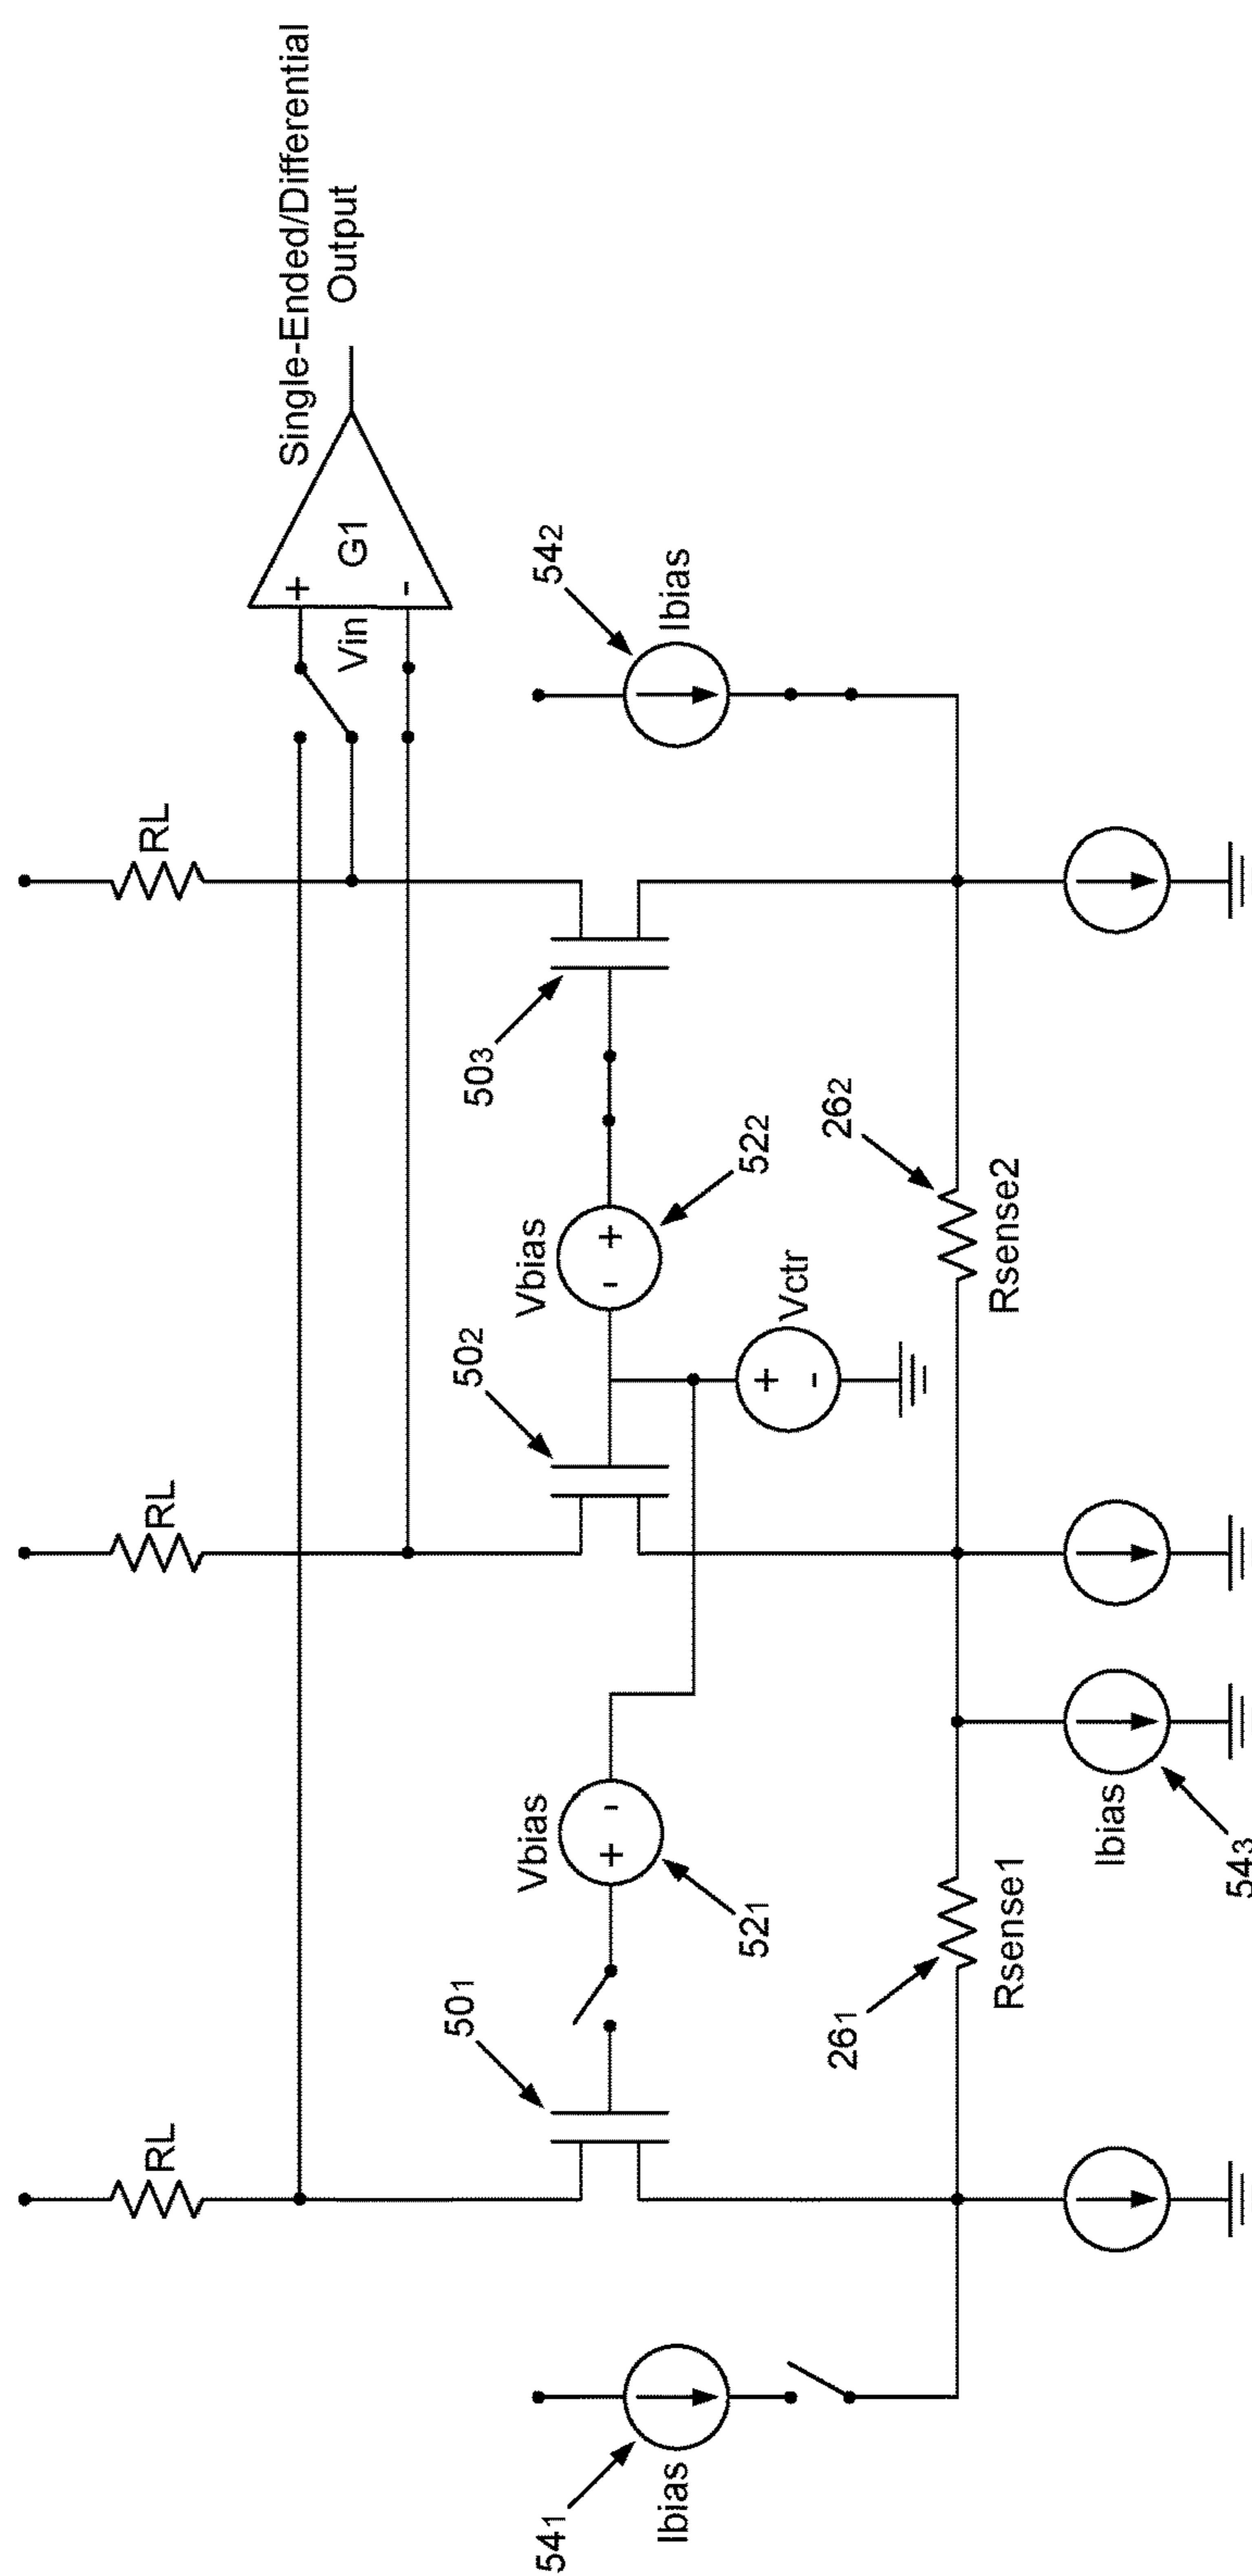 Single-Ended/Differential
Output
RL
RL
RL
+
G1
-
Vin
541
Ibias
501
Vbias
+ -
521
502
Vbias
- +
522
503
542
Ibias
Vctr
+
-
261
Rsense1
Ibias
543
262
Rsense2